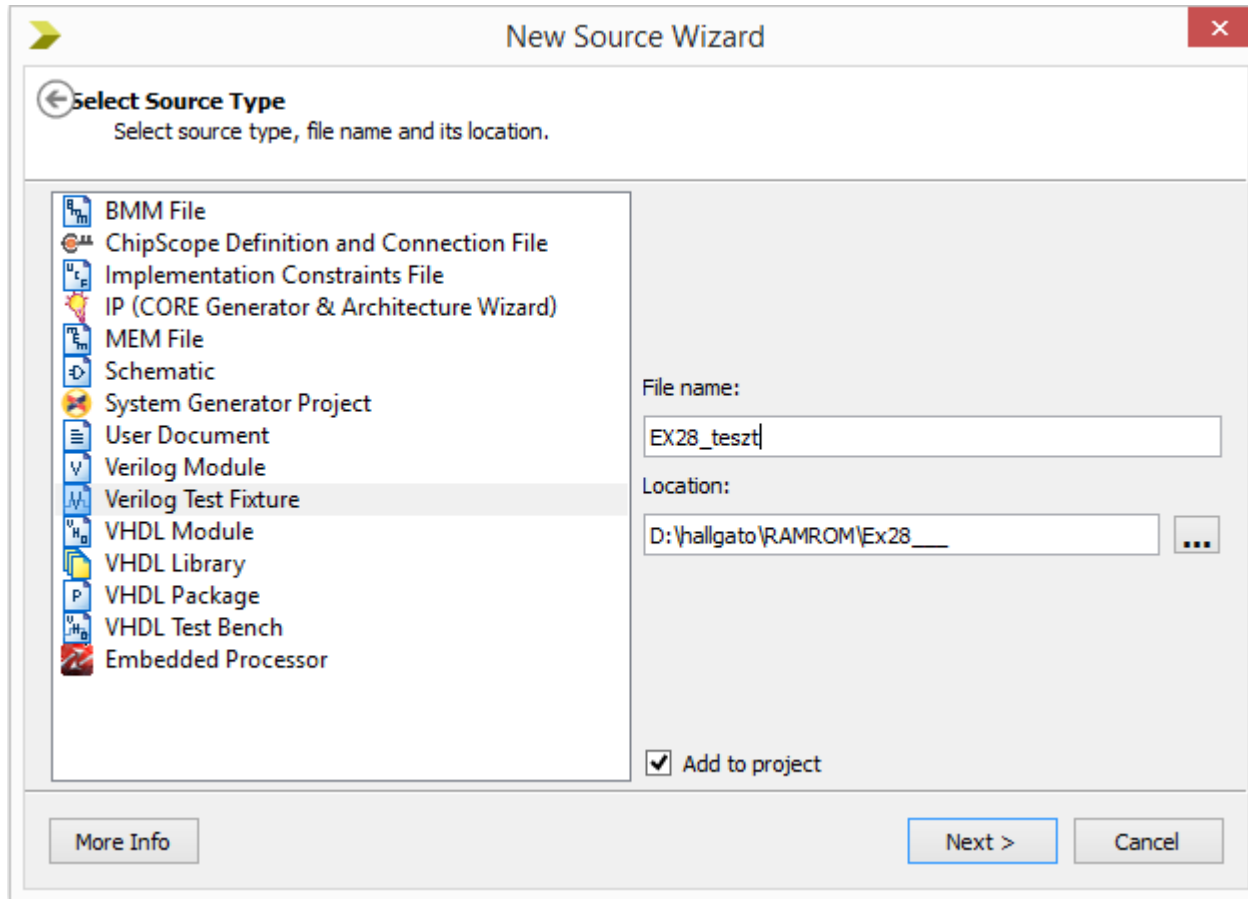 New Source Wizard
Select Source Type
Select source type, file name and its location.
BMM File
ChipScope Definition and Connection File
Implementation Constraints File
IP (CORE Generator & Architecture Wizard)
MEM File
Schematic
System Generator Project
User Document
Verilog Module
Verilog Test Fixture
VHDL Module
VHDL Library
VHDL Package
VHDL Test Bench
Embedded Processor
File name:
EX28_teszt
Location:
D:\hallgato\RAMROM\Ex28___
...
Add to project
More Info
Next >
Cancel